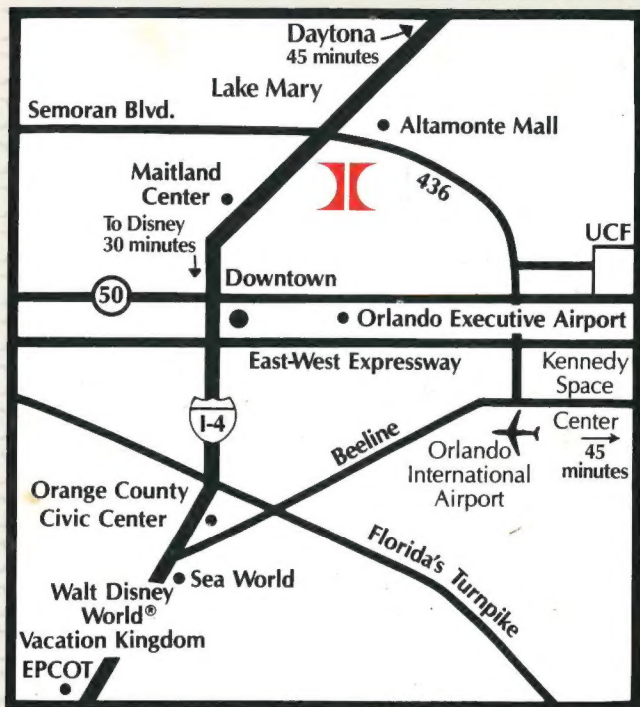 Daytona
45 minutes
Lake Mary
Semoran Blvd.
Altamonte Mall
Maitland
Center
436
To Disney
30 minutes
UCF
50
Downtown
Orlando Executive Airport
East-West Expressway
Kennedy
Space
Center
45
minutes
I-4
Beeline
Orlando
International
Airport
Orange County
Civic Center
Florida's Turnpike
Sea World
Walt Disney
World®
Vacation Kingdom
EPCOT